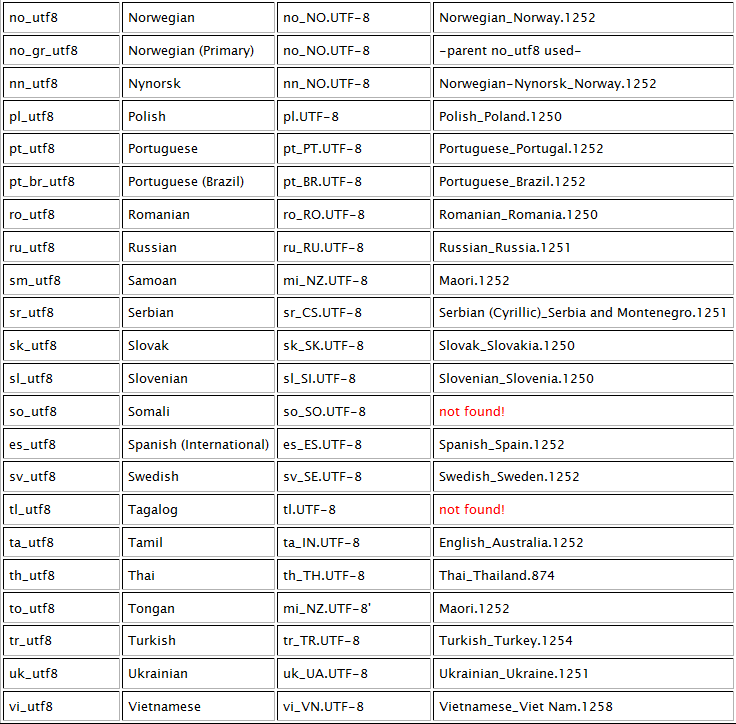 no_utf8 Norwegian no_NO.UTF-8 Norwegian_Norway.1252
no_gr_utf8 Norwegian (Primary) no_NO.UTF-8 -parent no_utf8 used-
nn_utf8 Nynorsk nn_NO.UTF-8 Norwegian-Nynorsk_Norway.1252
pl_utf8 Polish pl.UTF-8 Polish_Poland.1250
pt_utf8 Portuguese pt_PT.UTF-8 Portuguese_Portugal.1252
pt_br_utf8 Portuguese (Brazil) pt_BR.UTF-8 Portuguese_Brazil.1252
ro_utf8 Romanian ro_RO.UTF-8 Romanian_Romania.1250
ru_utf8 Russian ru_RU.UTF-8 Russian_Russia.1251
sm_utf8 Samoan mi_NZ.UTF-8 Maori.1252
sr_utf8 Serbian sr_CS.UTF-8 Serbian (Cyrillic)_Serbia and Montenegro.1251
sk_utf8 Slovak sk_SK.UTF-8 Slovak_Slovakia.1250
sl_utf8 Slovenian sl_SI.UTF-8 Slovenian_Slovenia.1250
so_utf8 Somali so_SO.UTF-8 not found!
es_utf8 Spanish (International) es_ES.UTF-8 Spanish_Spain.1252
sv_utf8 Swedish sv_SE.UTF-8 Swedish_Sweden.1252
tl_utf8 Tagalog tl.UTF-8 not found!
ta_utf8 Tamil ta_IN.UTF-8 English_Australia.1252
th_utf8 Thai th_TH.UTF-8 Thai_Thailand.874
to_utf8 Tongan mi_NZ.UTF-8' Maori.1252
tr_utf8 Turkish tr_TR.UTF-8 Turkish_Turkey.1254
uk_utf8 Ukrainian uk_UA.UTF-8 Ukrainian_Ukraine.1251
vi_utf8 Vietnamese vi_VN.UTF-8 Vietnamese_Viet Nam.1258